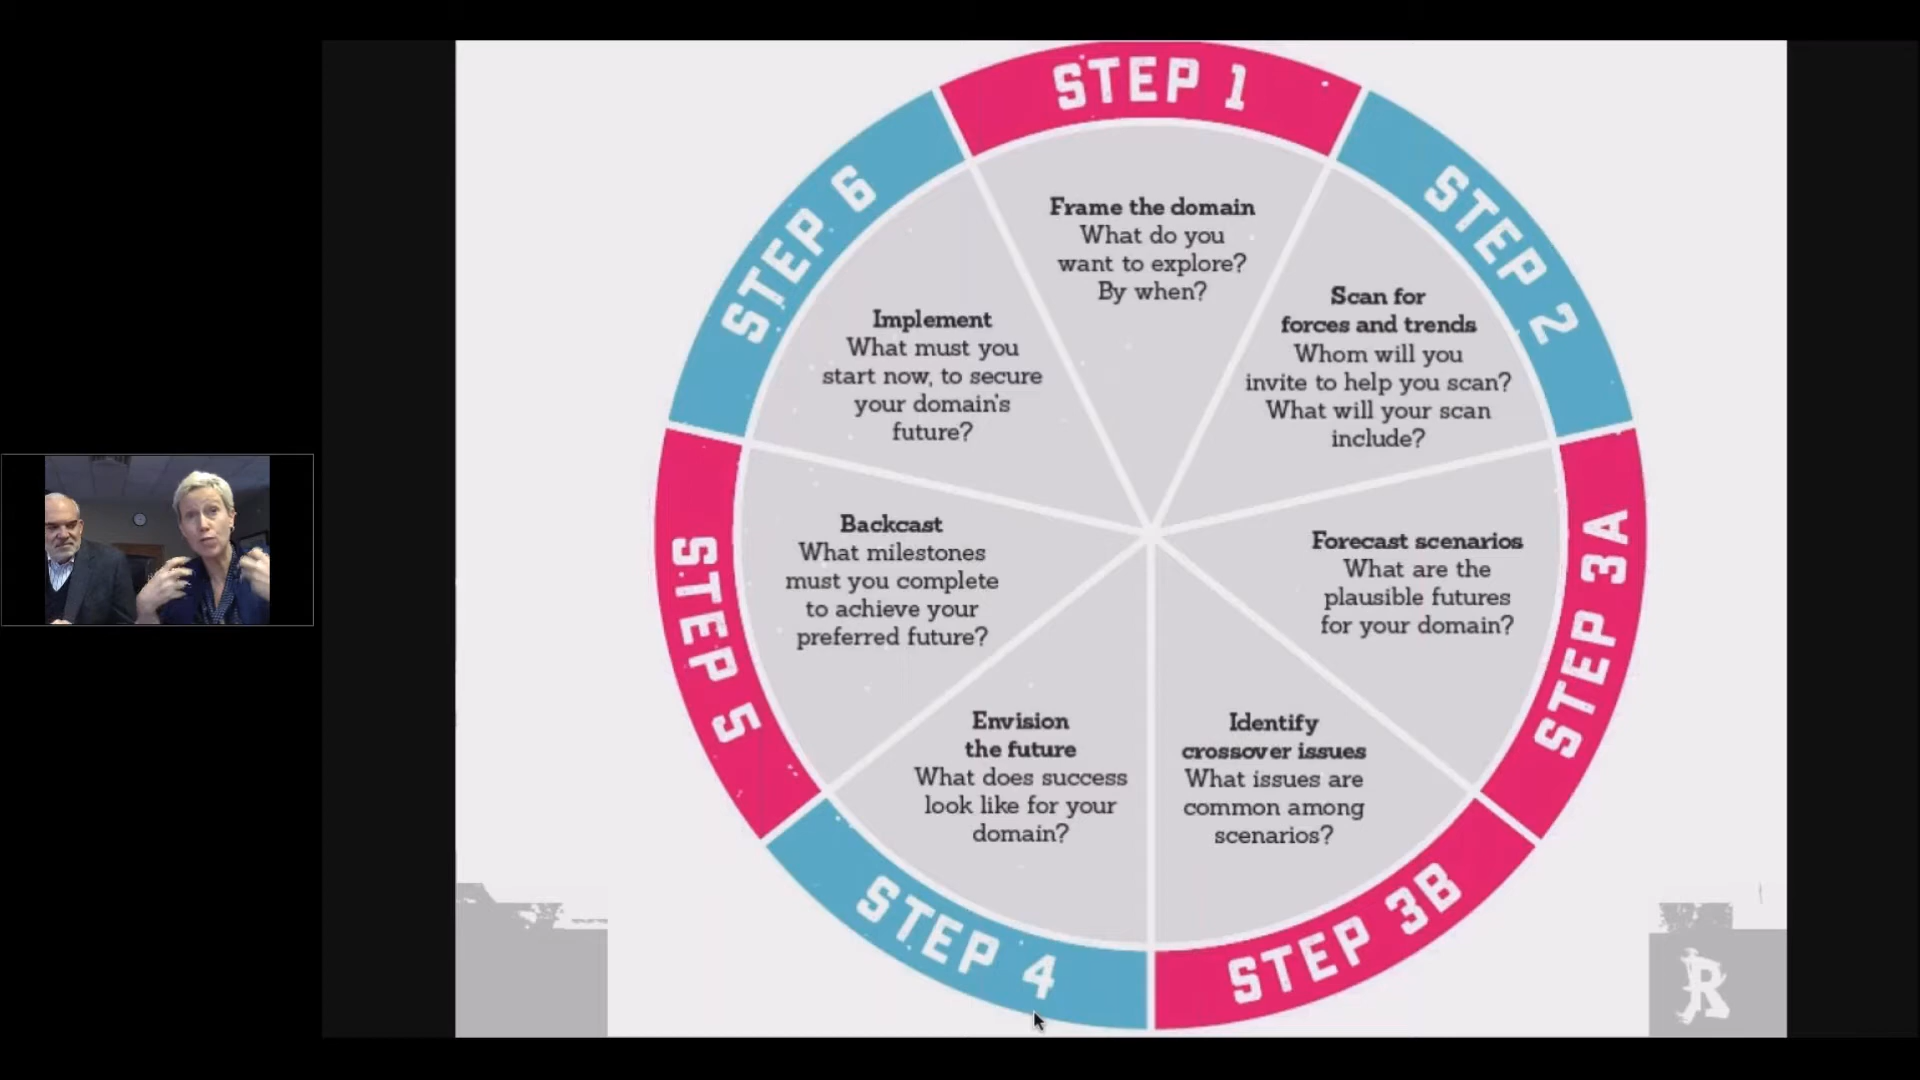 STEP 1
Frame the domain
What do you
want to explore?
By when?
STEP 2
Scan for
forces and trends
Whom will you
invite to help you scan?
What will your scan
include?
STEP 3A
Forecast scenarios
What are the
plausible futures
for your domain?
STEP 3B
Identify
crossover issues
What issues are
common among
scenarios?
STEP 4
Envision
the future
What does success
look like for your
domain?
STEP 5
Backcast
What milestones
must you complete
to achieve your
preferred future?
STEP 6
Implement
What must you
start now, to secure
your domain's
future?
R